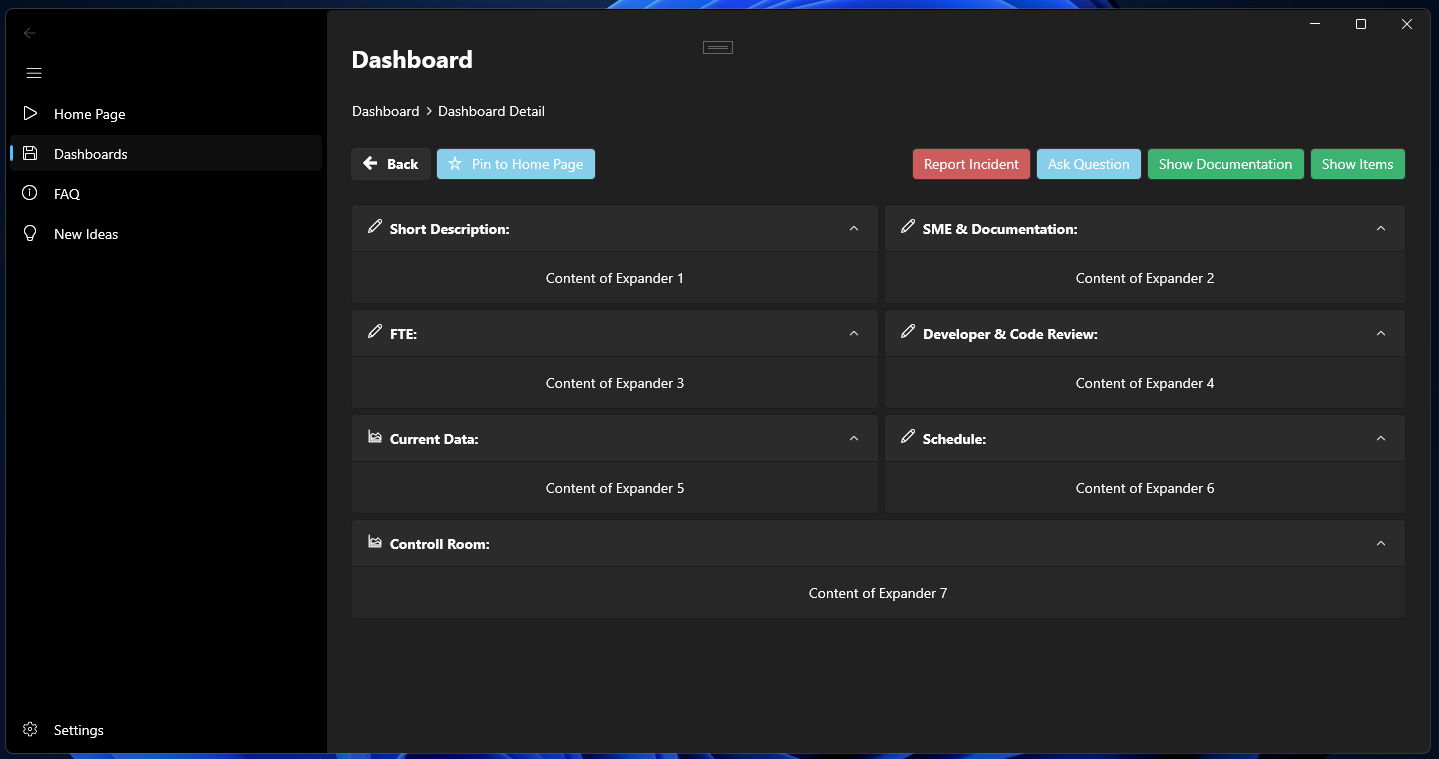 Dashboard
Dashboard > Dashboard Detail
Home Page
Dashboards
FAQ
New Ideas
Settings
Back
Pin to Home Page
Report Incident
Ask Question
Show Documentation
Show Items
Short Description:
Content of Expander 1
SME & Documentation:
Content of Expander 2
FTE:
Content of Expander 3
Developer & Code Review:
Content of Expander 4
Current Data:
Content of Expander 5
Schedule:
Content of Expander 6
Controll Room:
Content of Expander 7